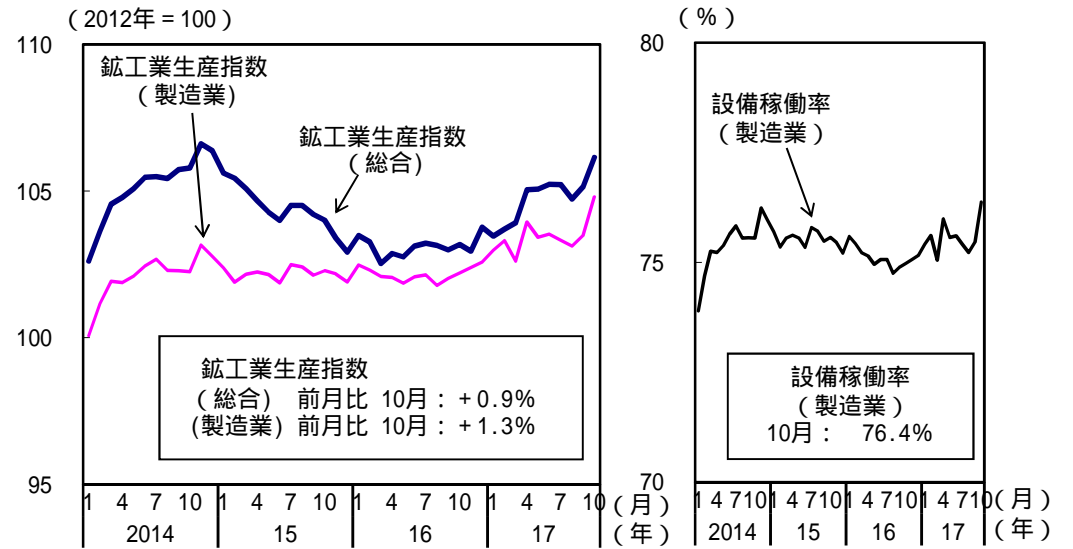 (2012年=100)
110
105
100
95
鉱工業生産指数
(製造業)
鉱工業生産指数
(総合)
鉱工業生産指数
(総合) 前月比 10月:+0.9%
(製造業) 前月比 10月:+1.3%
1 4 7 10 1 4 7 10 1 4 7 10 1 4 7 10 (月)
2014 15 16 17 (年)
(%)
80
75
70
設備稼働率
(製造業)
設備稼働率
(製造業)
10月: 76.4%
1 4 7 10 1 4 7 10 1 4 7 10 1 4 7 10 (月)
2014 15 16 17 (年)